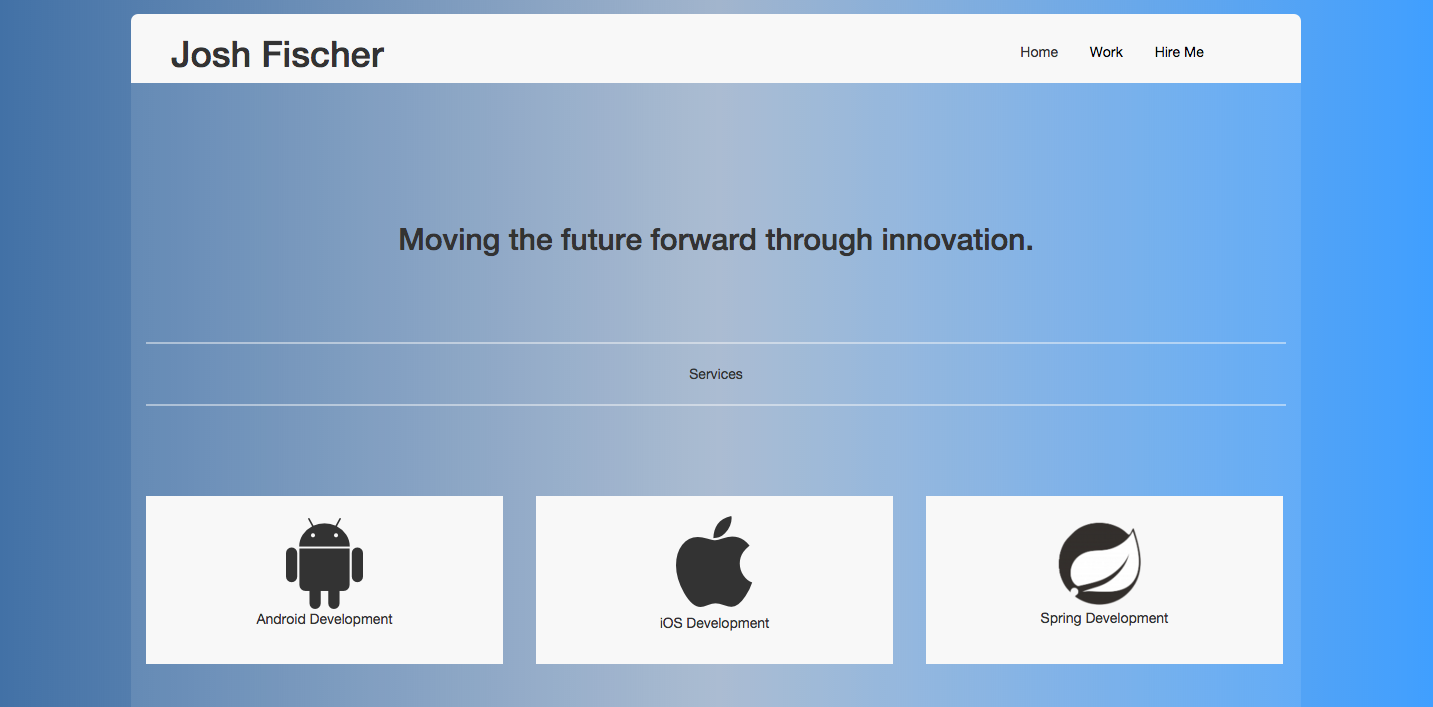 Josh Fischer
Home Work Hire Me
Moving the future forward through innovation.
Services
Android Development
iOS Development
Spring Development